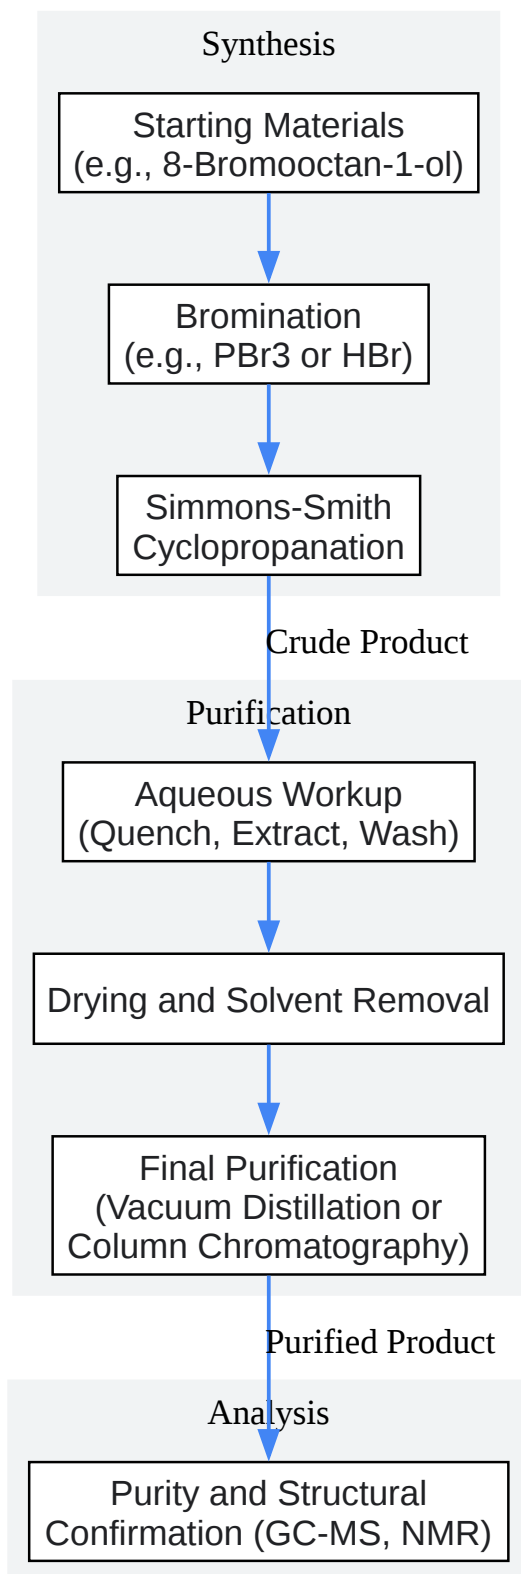 Synthesis
Starting Materials
(e.g., 8-Bromooctan-1-ol)
Bromination
(e.g., PBr3 or HBr)
Simmons-Smith
Cyclopropanation
Crude Product
Purification
Aqueous Workup
(Quench, Extract, Wash)
Drying and Solvent Removal
Final Purification
(Vacuum Distillation or
Column Chromatography)
Purified Product
Analysis
Purity and Structural
Confirmation (GC-MS, NMR)